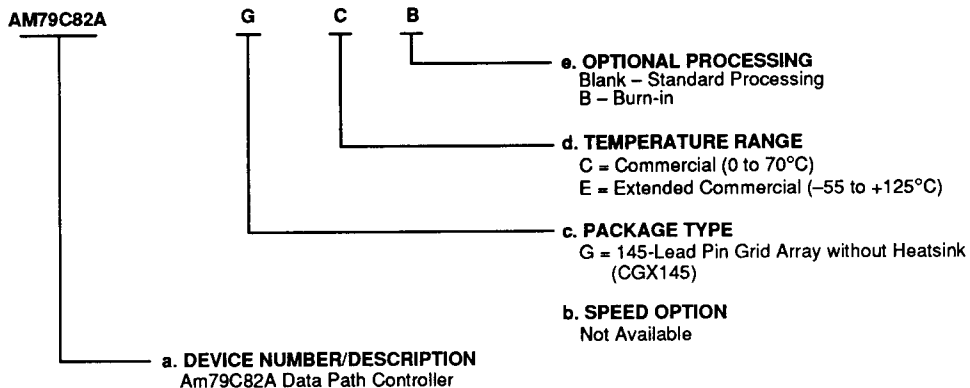 AM79C82A G C B
e. OPTIONAL PROCESSING
Blank – Standard Processing
B – Burn-in
d. TEMPERATURE RANGE
C = Commercial (0 to 70°C)
E = Extended Commercial (–55 to +125°C)
c. PACKAGE TYPE
G = 145-Lead Pin Grid Array without Heatsink
(CGX145)
b. SPEED OPTION
Not Available
a. DEVICE NUMBER/DESCRIPTION
Am79C82A Data Path Controller